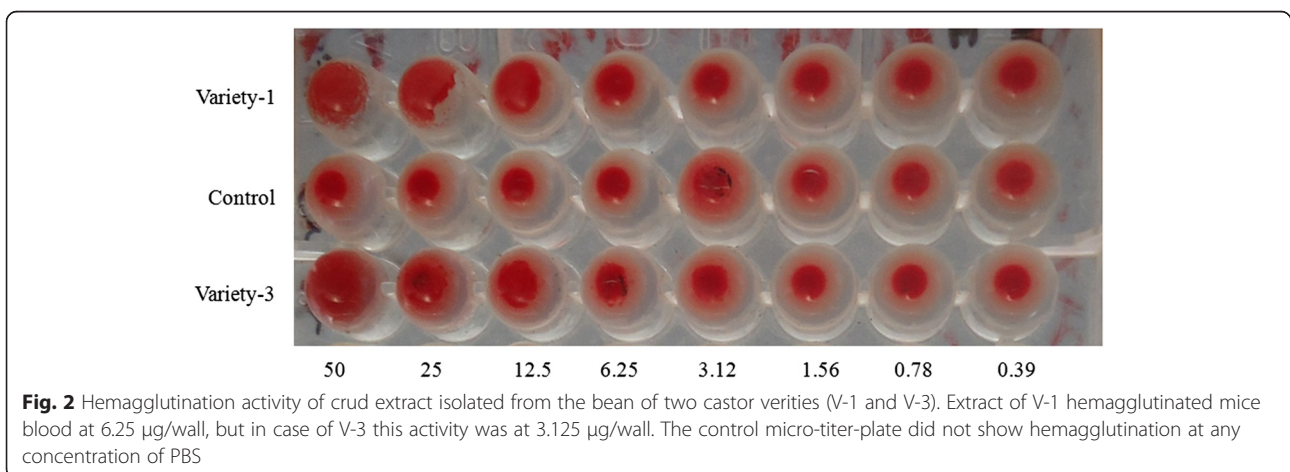 Variety-1
Control
Variety-3
50 25 12.5 6.25 3.12 1.56 0.78 0.39
Fig. 2 Hemagglutination activity of crud extract isolated from the bean of two castor verities (V-1 and V-3). Extract of V-1 hemagglutinated mice
blood at 6.25 μg/wall, but in case of V-3 this activity was at 3.125 μg/wall. The control micro-titer-plate did not show hemagglutination at any
concentration of PBS